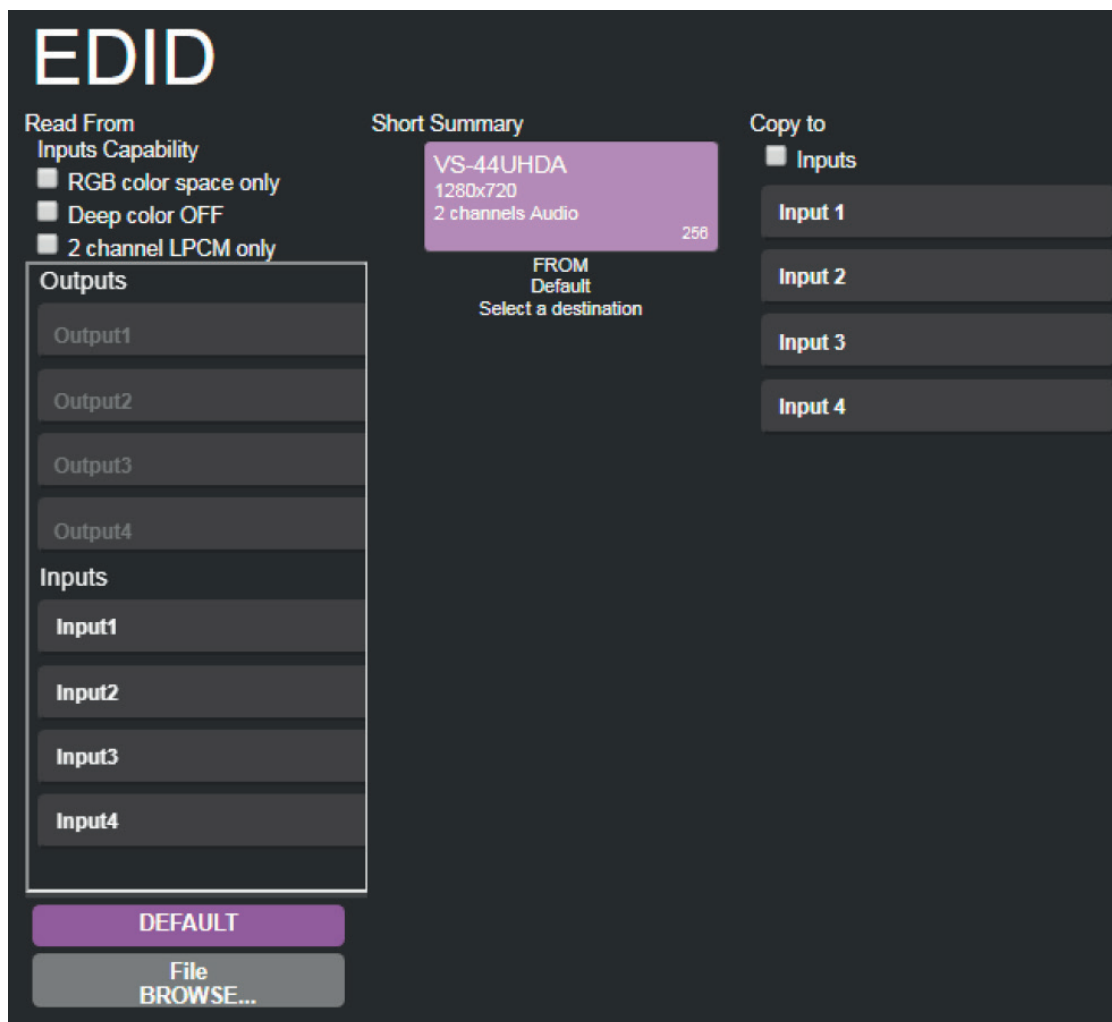 EDID
Read From
Inputs Capability
RGB color space only
Deep color OFF
2 channel LPCM only
Outputs
Output1
Output2
Output3
Output4
Inputs
Input1
Input2
Input3
Input4
DEFAULT
File
BROWSE...
Short Summary
VS-44UHDA
1280x720
2 channels Audio
256
FROM
Default
Select a destination
Copy to
Inputs
Input 1
Input 2
Input 3
Input 4